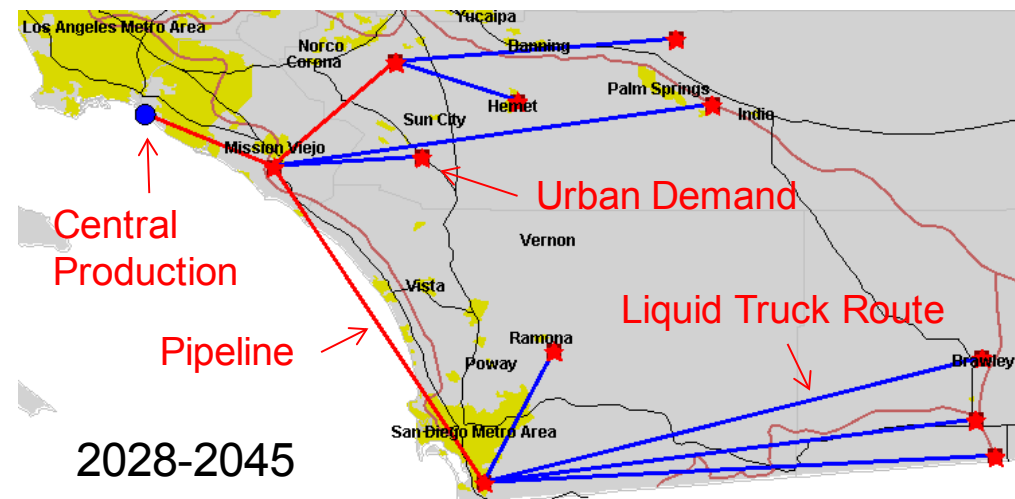 Los Angeles Metro Area
Yucaipa
Norco
Corona
Banning
Palm Springs
Hemet
Indio
Sun City
Mission Viejo
Central
Production
Urban Demand
Vernon
Vista
Liquid Truck Route
Pipeline
Ramona
Poway
Brawley
San Diego Metro Area
2028-2045